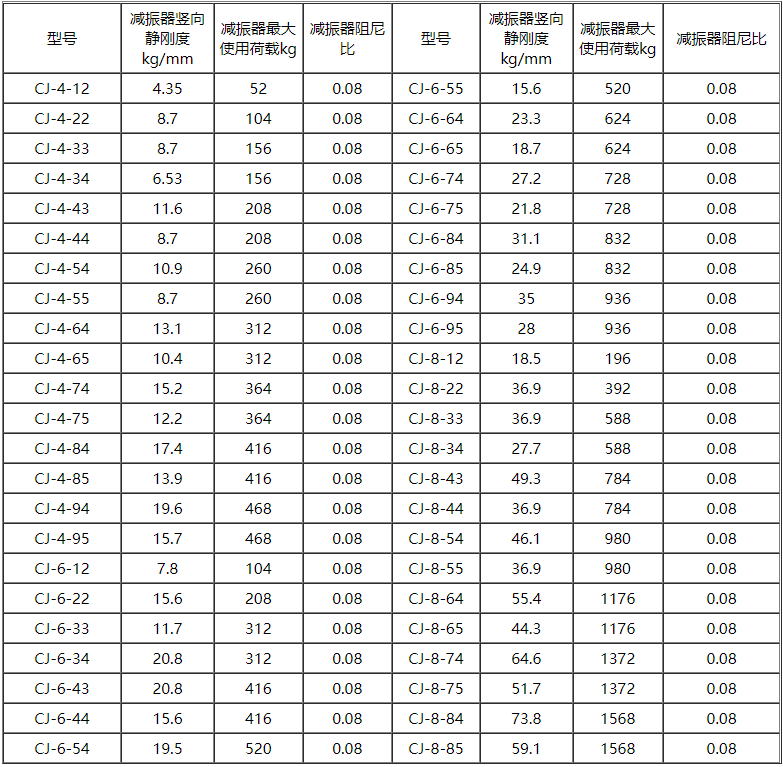 型号 减振器竖向静刚度kg/mm 减振器最大使用荷载kg 减振器阻尼比 型号 减振器竖向静刚度kg/mm 减振器最大使用荷载kg 减振器阻尼比
CJ-4-12 4.35 52 0.08 CJ-6-55 15.6 520 0.08
CJ-4-22 8.7 104 0.08 CJ-6-64 23.3 624 0.08
CJ-4-33 8.7 156 0.08 CJ-6-65 18.7 624 0.08
CJ-4-34 6.53 156 0.08 CJ-6-74 27.2 728 0.08
CJ-4-43 11.6 208 0.08 CJ-6-75 21.8 728 0.08
CJ-4-44 8.7 208 0.08 CJ-6-84 31.1 832 0.08
CJ-4-54 10.9 260 0.08 CJ-6-85 24.9 832 0.08
CJ-4-55 8.7 260 0.08 CJ-6-94 35 936 0.08
CJ-4-64 13.1 312 0.08 CJ-6-95 28 936 0.08
CJ-4-65 10.4 312 0.08 CJ-8-12 18.5 196 0.08
CJ-4-74 15.2 364 0.08 CJ-8-22 36.9 392 0.08
CJ-4-75 12.2 364 0.08 CJ-8-33 36.9 588 0.08
CJ-4-84 17.4 416 0.08 CJ-8-34 27.7 588 0.08
CJ-4-85 13.9 416 0.08 CJ-8-43 49.3 784 0.08
CJ-4-94 19.6 468 0.08 CJ-8-44 36.9 784 0.08
CJ-4-95 15.7 468 0.08 CJ-8-54 46.1 980 0.08
CJ-6-12 7.8 104 0.08 CJ-8-55 36.9 980 0.08
CJ-6-22 15.6 208 0.08 CJ-8-64 55.4 1176 0.08
CJ-6-33 11.7 312 0.08 CJ-8-65 44.3 1176 0.08
CJ-6-34 20.8 312 0.08 CJ-8-74 64.6 1372 0.08
CJ-6-43 20.8 416 0.08 CJ-8-75 51.7 1372 0.08
CJ-6-44 15.6 416 0.08 CJ-8-84 73.8 1568 0.08
CJ-6-54 19.5 520 0.08 CJ-8-85 59.1 1568 0.08